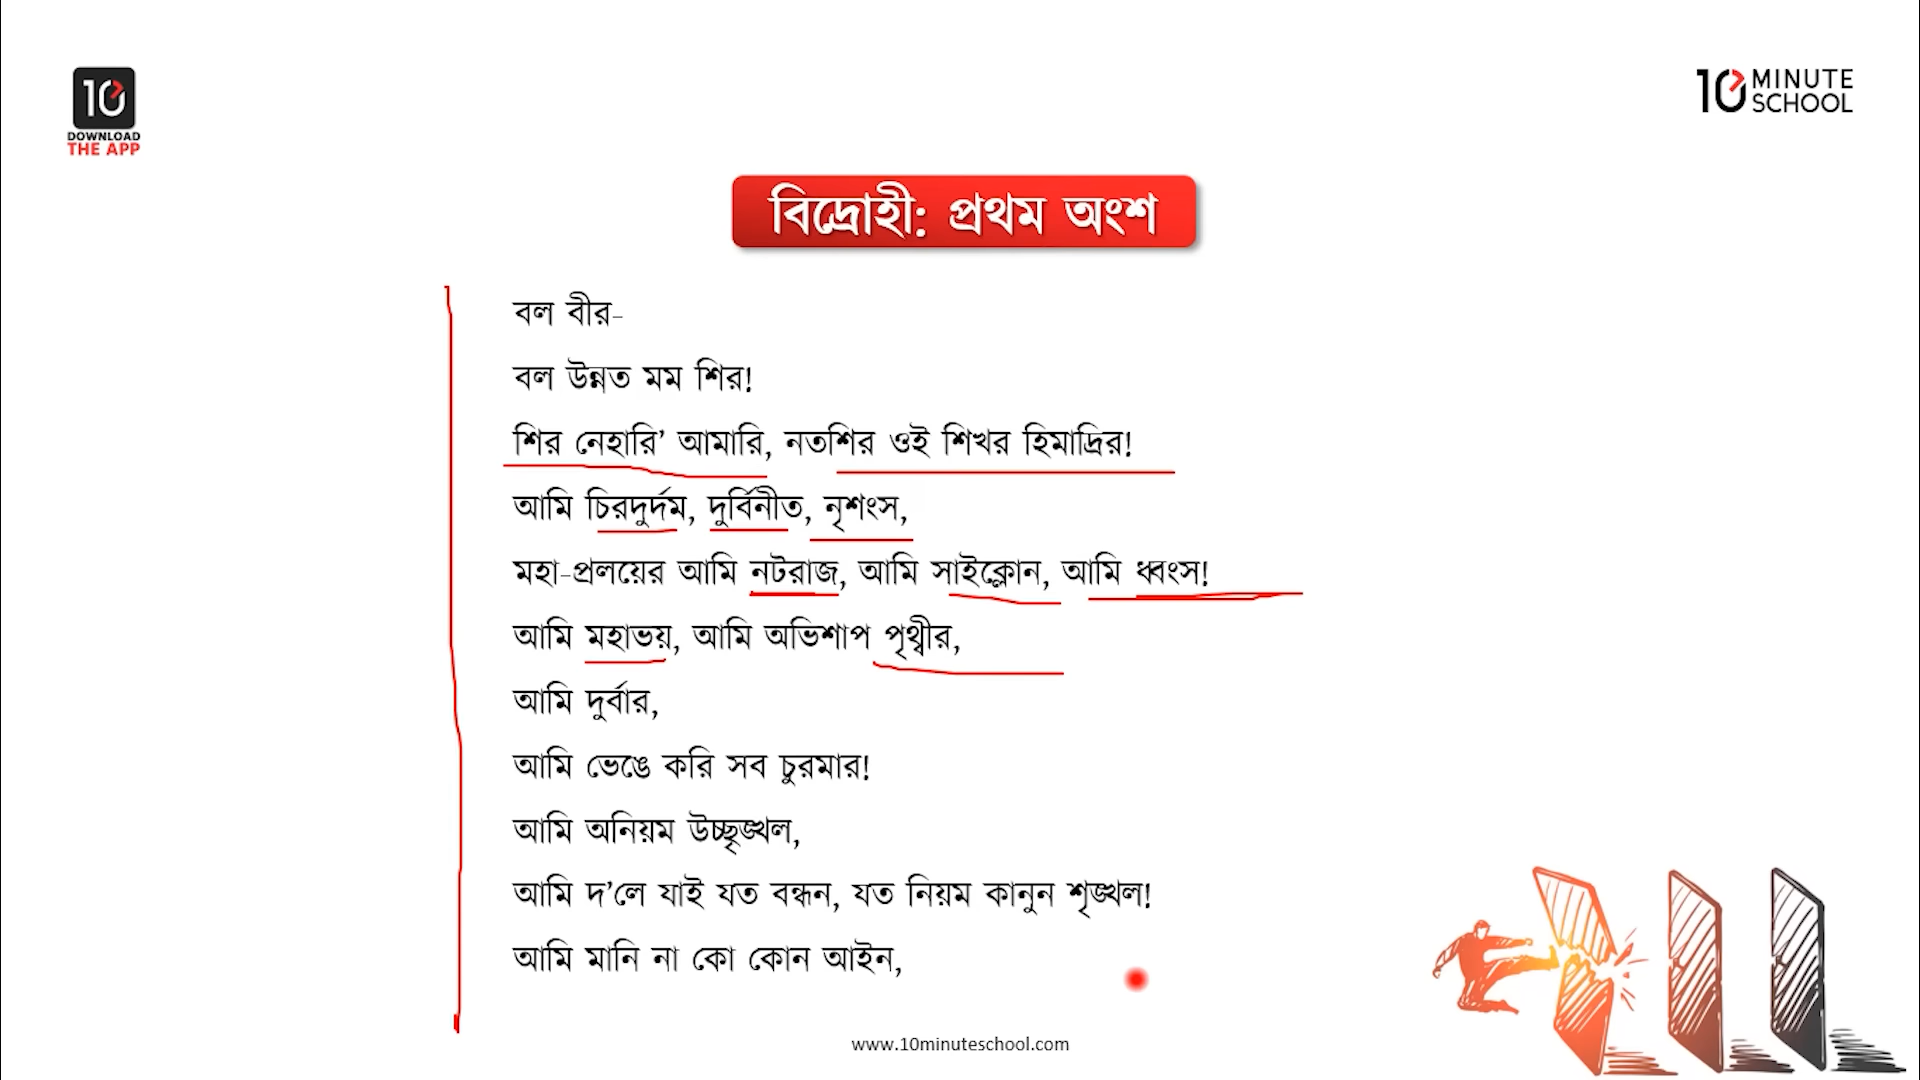 10
DOWNLOAD
THE APP
10 MINUTE
SCHOOL
বিদ্রোহী: প্রথম অংশ
বল বীর-
বল উন্নত মম শির!
শির নেহারি’ আমারি, নতশির ওই শিখর হিমাদ্রির!
আমি চিরদুর্দম, দুর্বিনীত, নৃশংস,
মহা-প্রলয়ের আমি নটরাজ, আমি সাইক্লোন, আমি ধ্বংস!
আমি মহাভয়, আমি অভিশাপ পৃথ্বীর,
আমি দুর্বার,
আমি ভেঙে করি সব চুরমার!
আমি অনিয়ম উচ্ছৃঙ্খল,
আমি দ’লে যাই যত বন্ধন, যত নিয়ম কানুন শৃঙ্খল!
আমি মানি না কো কোন আইন,
www.10minuteschool.com